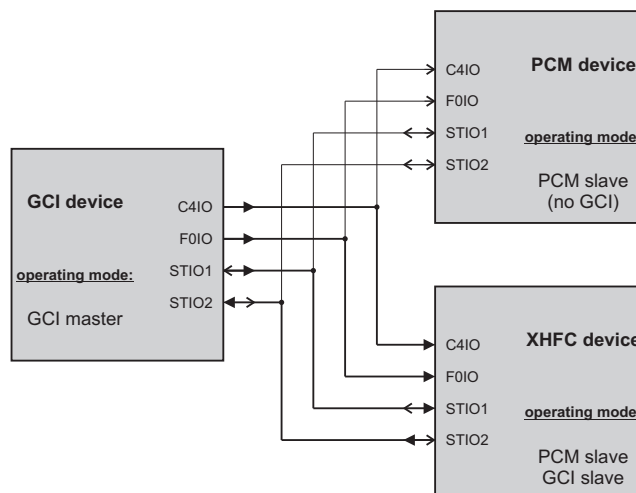 PCM device
C4IO
F0IO
STIO1
STIO2
operating mode
PCM slave
(no GCI)
GCI device
C4IO
F0IO
STIO1
STIO2
operating mode:
GCI master
XHFC device
C4IO
F0IO
STIO1
STIO2
operating mode
PCM slave
GCI slave